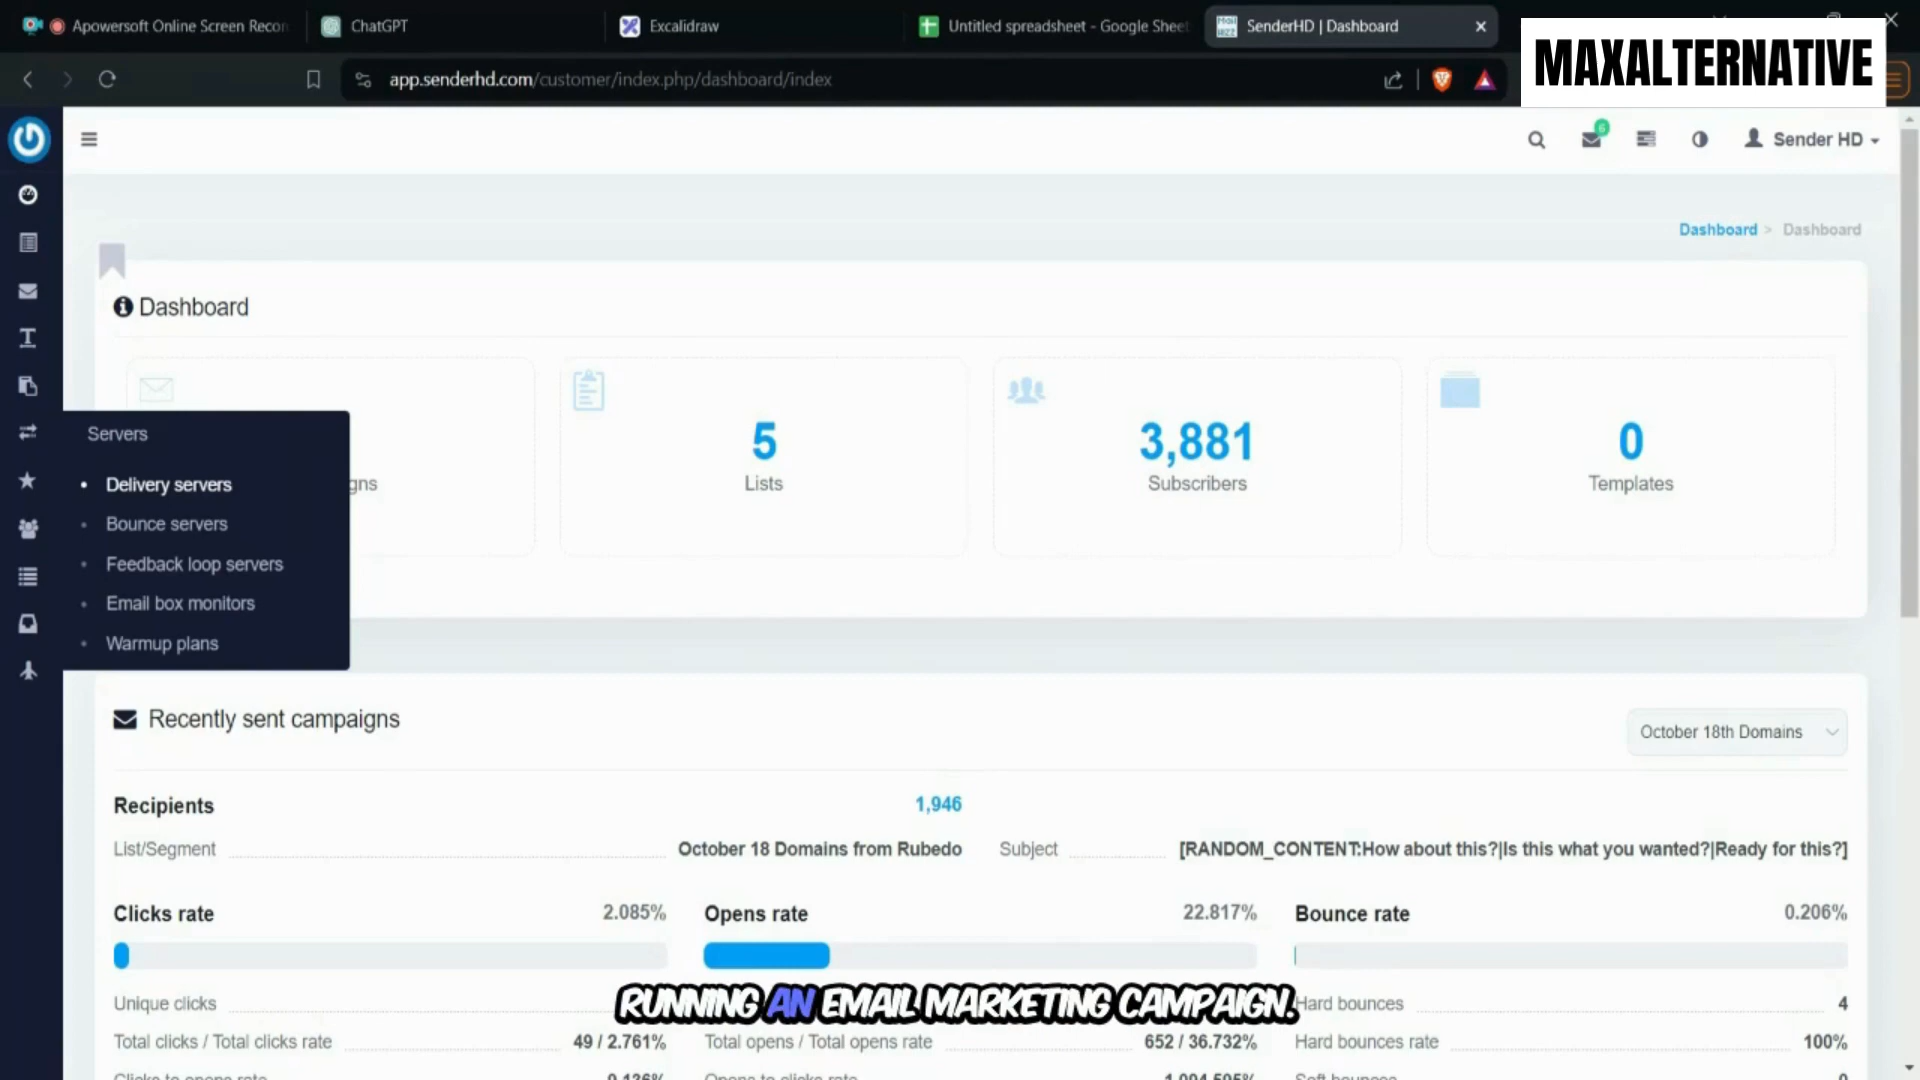 Apowersoft Online Screen Recor
ChatGPT
Excalidraw
Untitled spreadsheet - Google Sheet
SenderHD | Dashboard
MAXALTERNATIVE
app.senderhd.com/customer/index.php/dashboard/index
6
Sender HD
Dashboard > Dashboard
Dashboard
5
Lists
3,881
Subscribers
0
Templates
gns
Servers
Delivery servers
Bounce servers
Feedback loop servers
Email box monitors
Warmup plans
Recently sent campaigns
October 18th Domains
Recipients 1,946
List/Segment October 18 Domains from Rubedo
Subject [RANDOM_CONTENT:How about this?|Is this what you wanted?|Ready for this?]
Clicks rate 2.085%
Opens rate 22.817%
Bounce rate 0.206%
Unique clicks
RUNNING AN EMAIL MARKETING CAMPAIGN.
Hard bounces 4
Total clicks / Total clicks rate 49 / 2.761%
Total opens / Total opens rate 652 / 36.732%
Hard bounces rate 100%